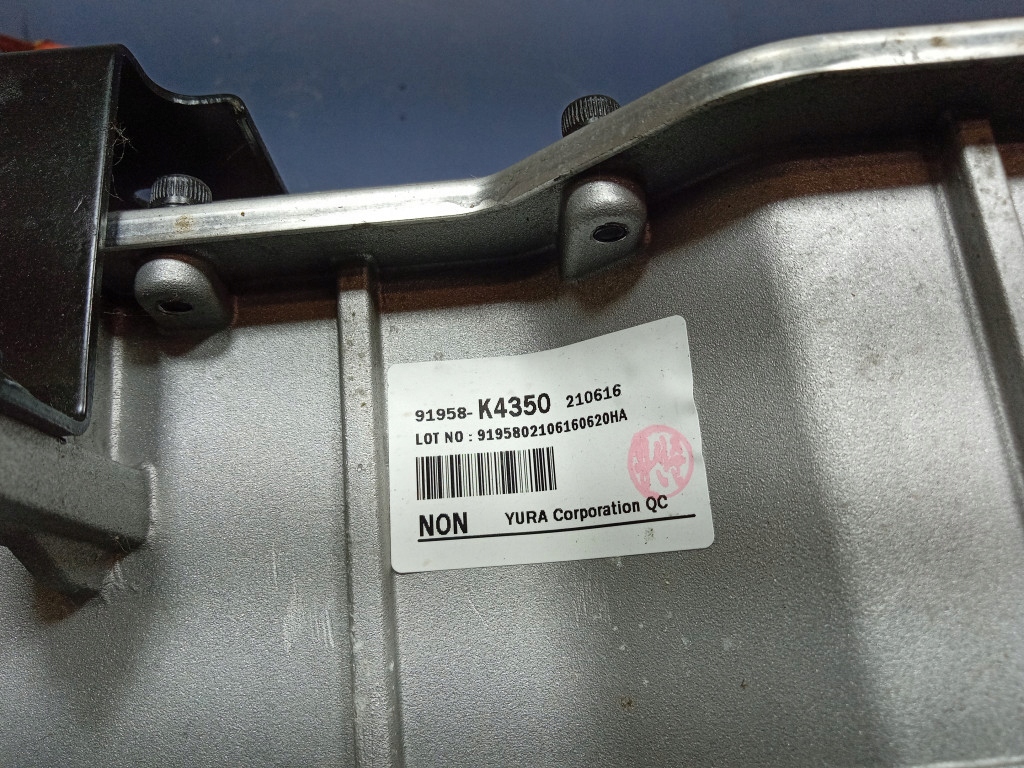 91958-K4350 210616
LOT NO : 9195802106160620HA
NON YURA Corporation QC